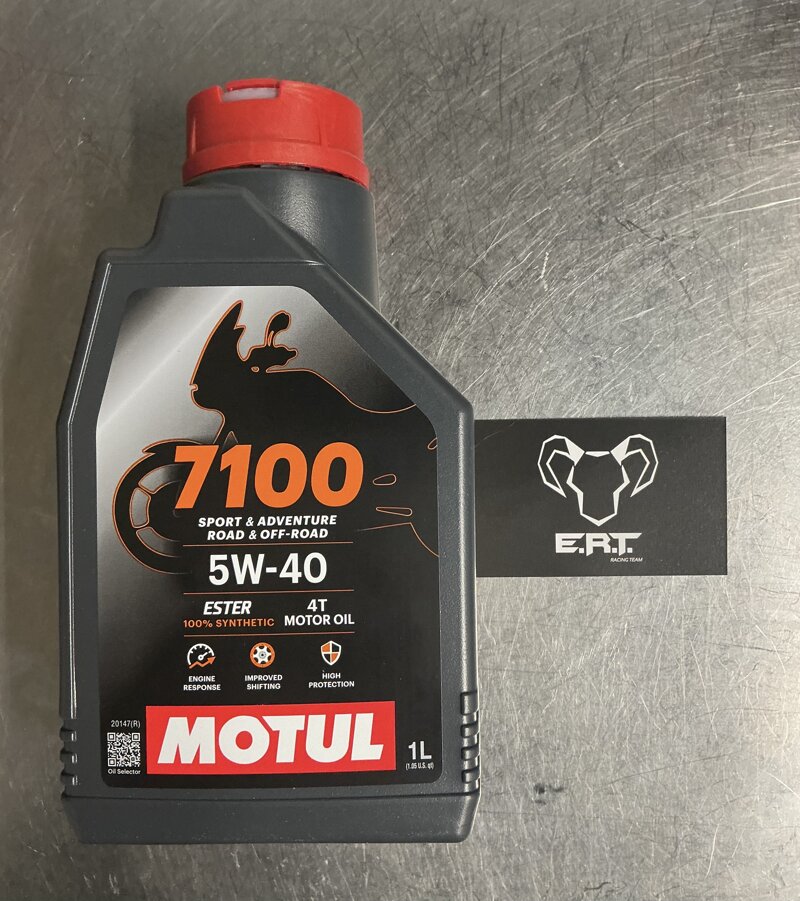 7100
SPORT & ADVENTURE
ROAD & OFF-ROAD
5W-40
ESTER
100% SYNTHETIC
4T
MOTOR OIL
ENGINE
RESPONSE
IMPROVED
SHIFTING
HIGH
PROTECTION
20147(R)
Oil Selector
MOTUL
1L
(1.05 U.S. qt)
E.R.T.
RACING TEAM